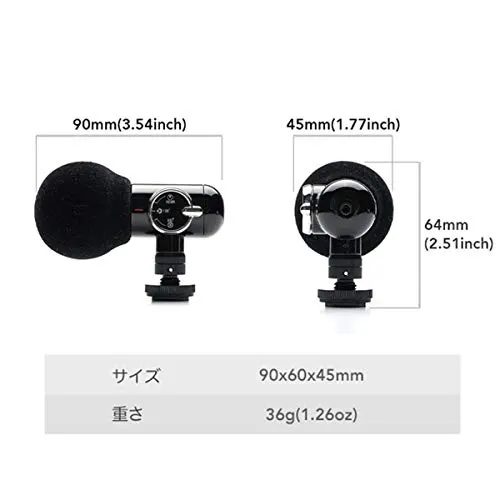 90mm(3.54inch)
45mm(1.77inch)
64mm
(2.51inch)
サイズ
90x60x45mm
重さ
36g(1.26oz)